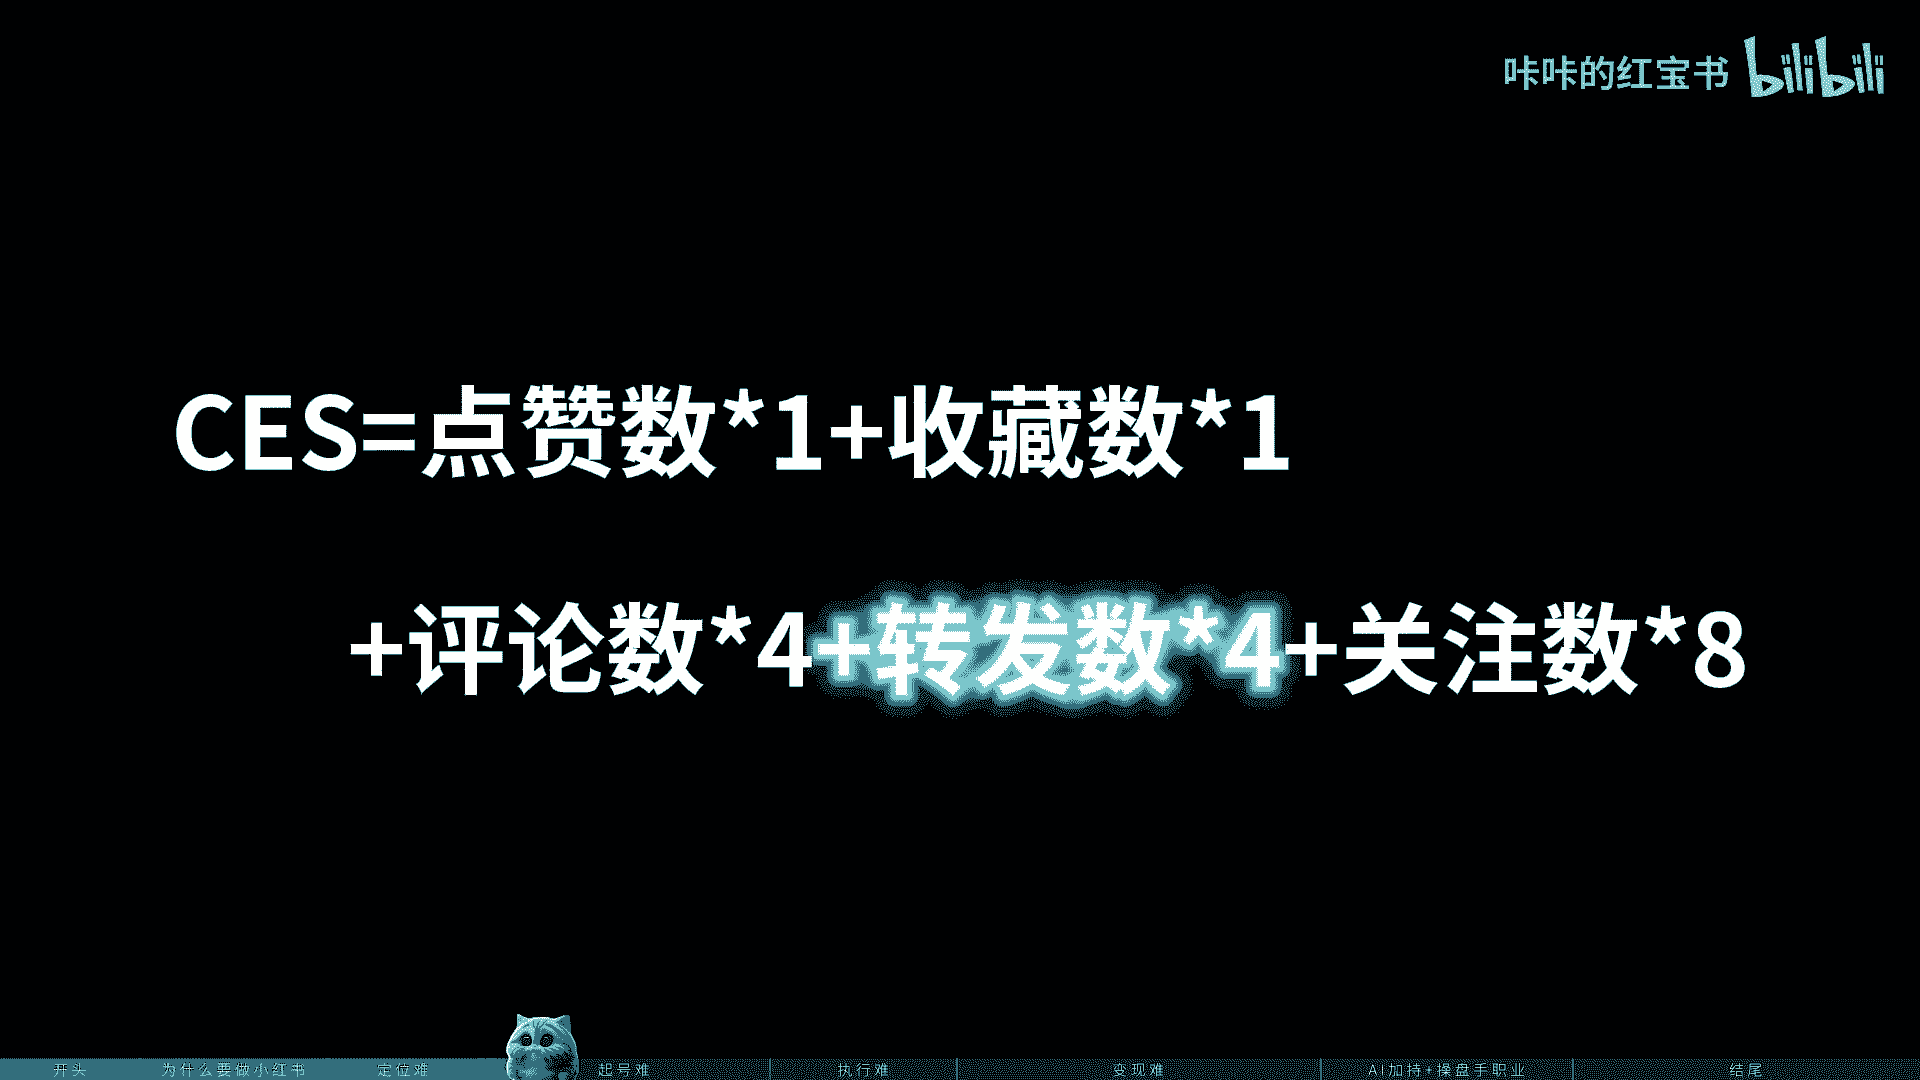 咔咔的红宝书 bilibili
CES=点赞数*1+收藏数*1
+评论数*4+转发数*4+关注数*8
开头 为什么要做小红书 定位难 起号难 执行难 变现难 AI加持+操盘手职业 结尾